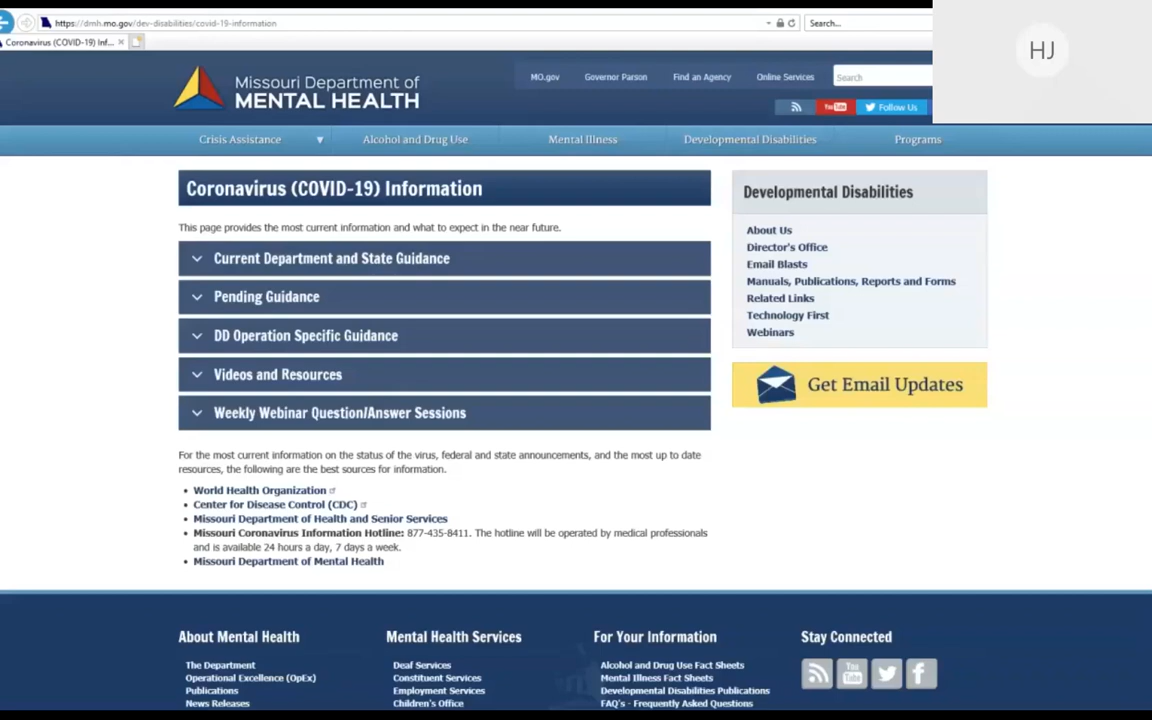 https://dmh.mo.gov/dev-disabilities/covid-19-information
Search...
Coronavirus (COVID-19) Inf...
HJ
Missouri Department of
MENTAL HEALTH
MO.gov
Governor Parson
Find an Agency
Online Services
Search
You Tube
Follow Us
Crisis Assistance
Alcohol and Drug Use
Mental Illness
Developmental Disabilities
Programs
Coronavirus (COVID-19) Information
This page provides the most current information and what to expect in the near future.
Current Department and State Guidance
Pending Guidance
DD Operation Specific Guidance
Videos and Resources
Weekly Webinar Question/Answer Sessions
For the most current information on the status of the virus, federal and state announcements, and the most up to date
resources, the following are the best sources for information.
• World Health Organization
• Center for Disease Control (CDC)
• Missouri Department of Health and Senior Services
• Missouri Coronavirus Information Hotline: 877-435-8411. The hotline will be operated by medical professionals
and is available 24 hours a day, 7 days a week.
• Missouri Department of Mental Health
Developmental Disabilities
About Us
Director's Office
Email Blasts
Manuals, Publications, Reports and Forms
Related Links
Technology First
Webinars
Get Email Updates
About Mental Health
The Department
Operational Excellence (OpEx)
Publications
News Releases
Mental Health Services
Deaf Services
Constituent Services
Employment Services
Children's Office
For Your Information
Alcohol and Drug Use Fact Sheets
Mental Illness Fact Sheets
Developmental Disabilities Publications
FAQ's - Frequently Asked Questions
Stay Connected
You Tube